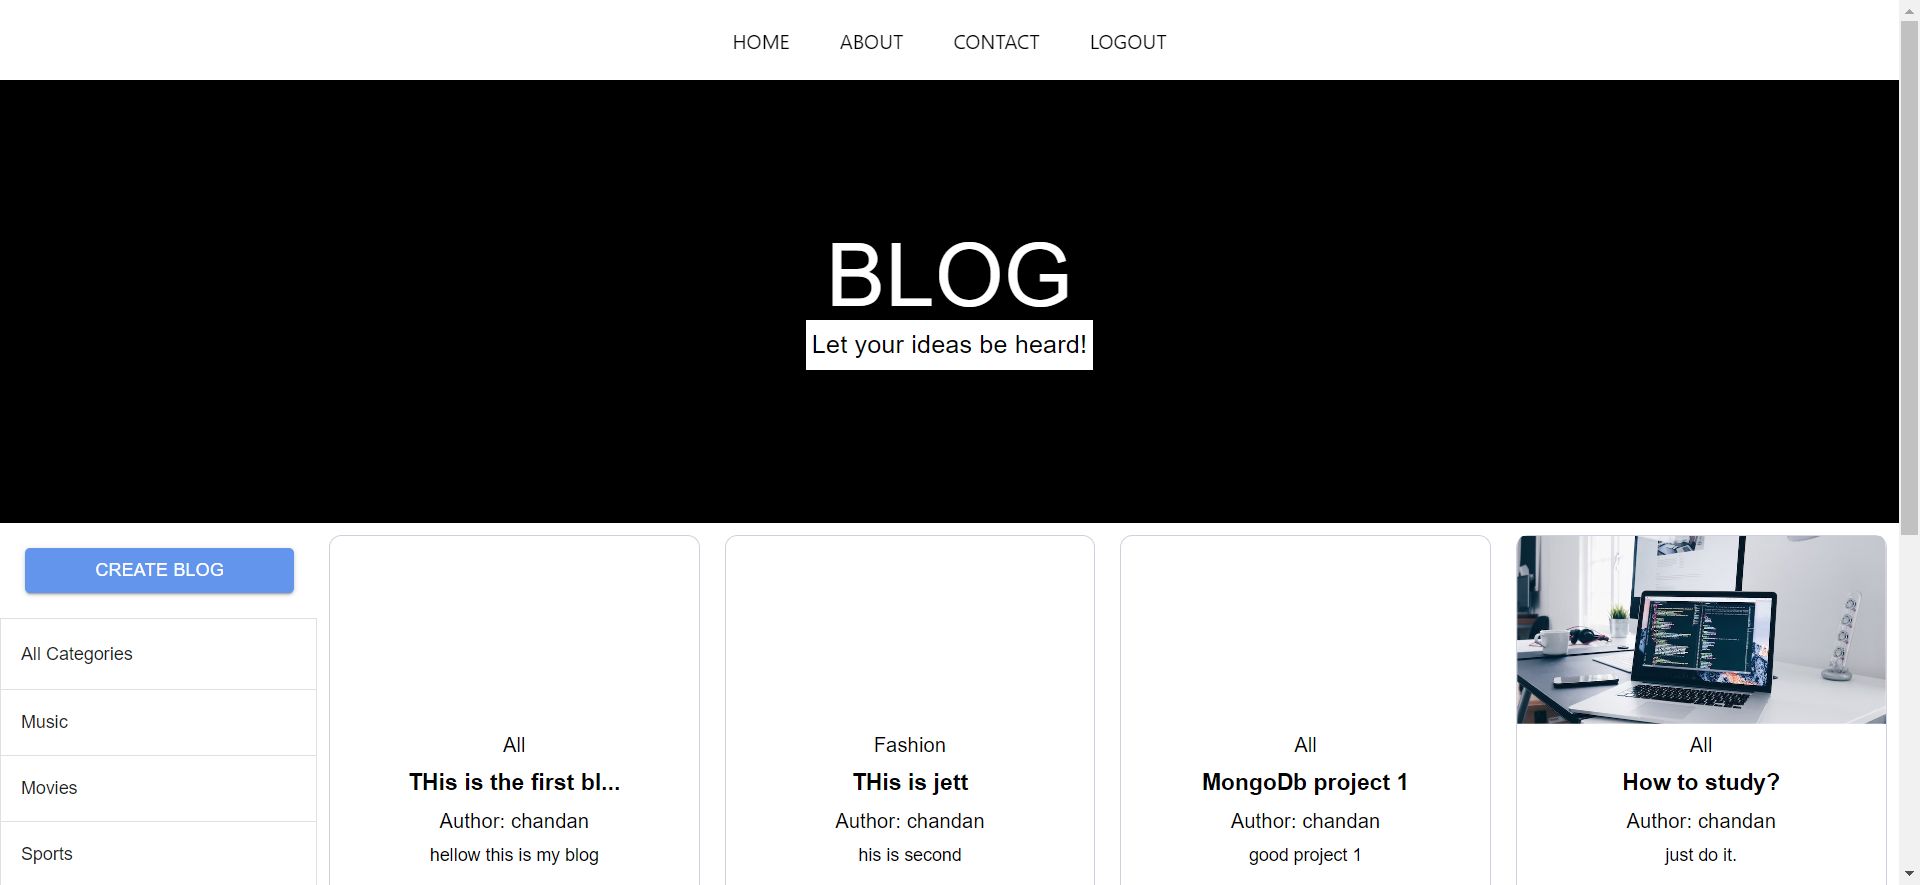 HOME ABOUT CONTACT LOGOUT
BLOG
Let your ideas be heard!
CREATE BLOG
All Categories
Music
Movies
Sports
All
THis is the first bl...
Author: chandan
hellow this is my blog
Fashion
THis is jett
Author: chandan
his is second
All
MongoDb project 1
Author: chandan
good project 1
All
How to study?
Author: chandan
just do it.